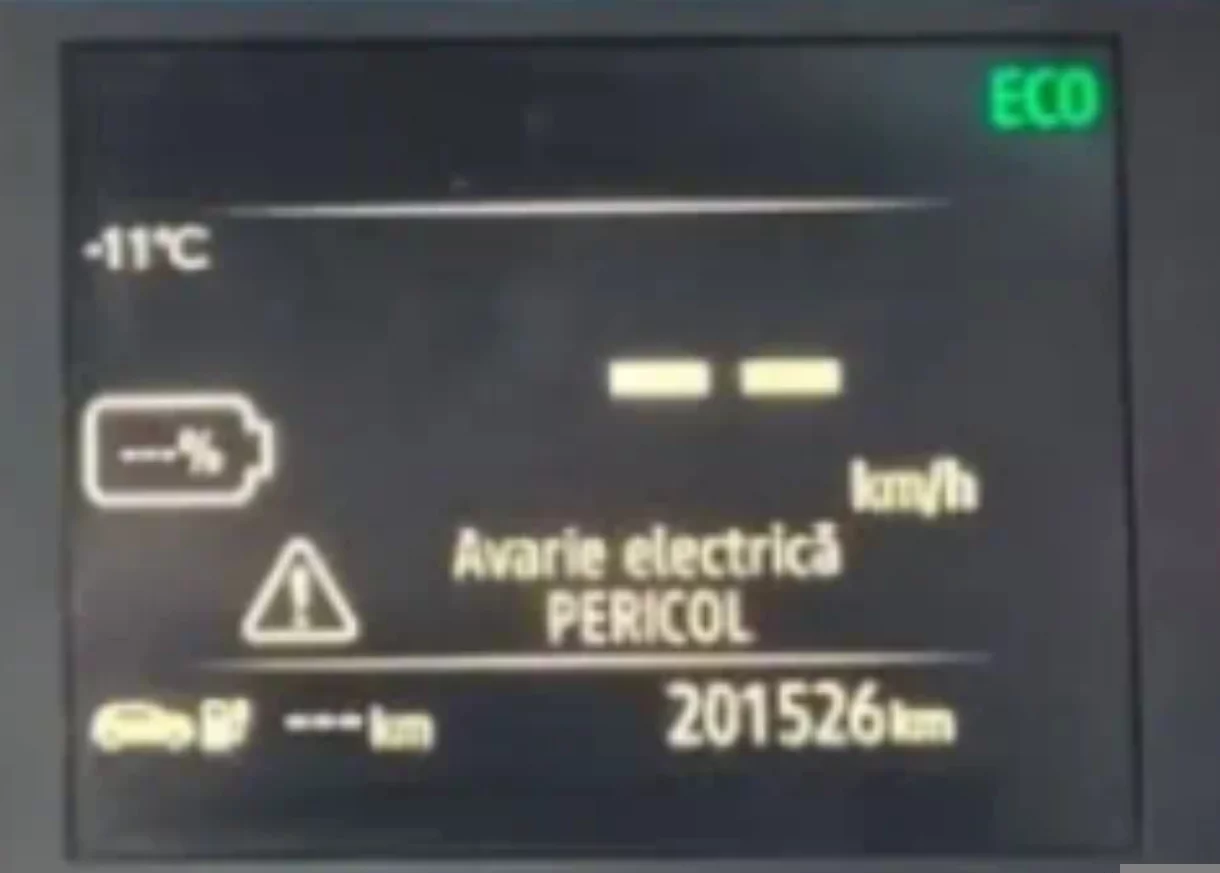 ECO
-11°C
-- km/h
---%
Avarie electrică
PERICOL
---km
201526km